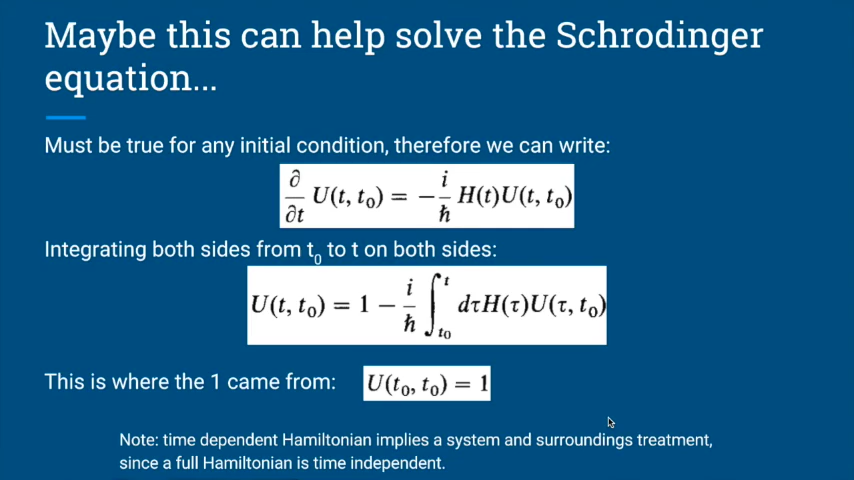 Maybe this can help solve the Schrodinger
equation...
Must be true for any initial condition, therefore we can write:
∂/∂t U(t, t₀) = − i/ħ H(t)U(t, t₀)
Integrating both sides from t₀ to t on both sides:
U(t, t₀) = 1 − i/ħ ∫ₜ₀ᵗ dτH(τ)U(τ, t₀)
This is where the 1 came from: U(t₀, t₀) = 1
Note: time dependent Hamiltonian implies a system and surroundings treatment,
since a full Hamiltonian is time independent.